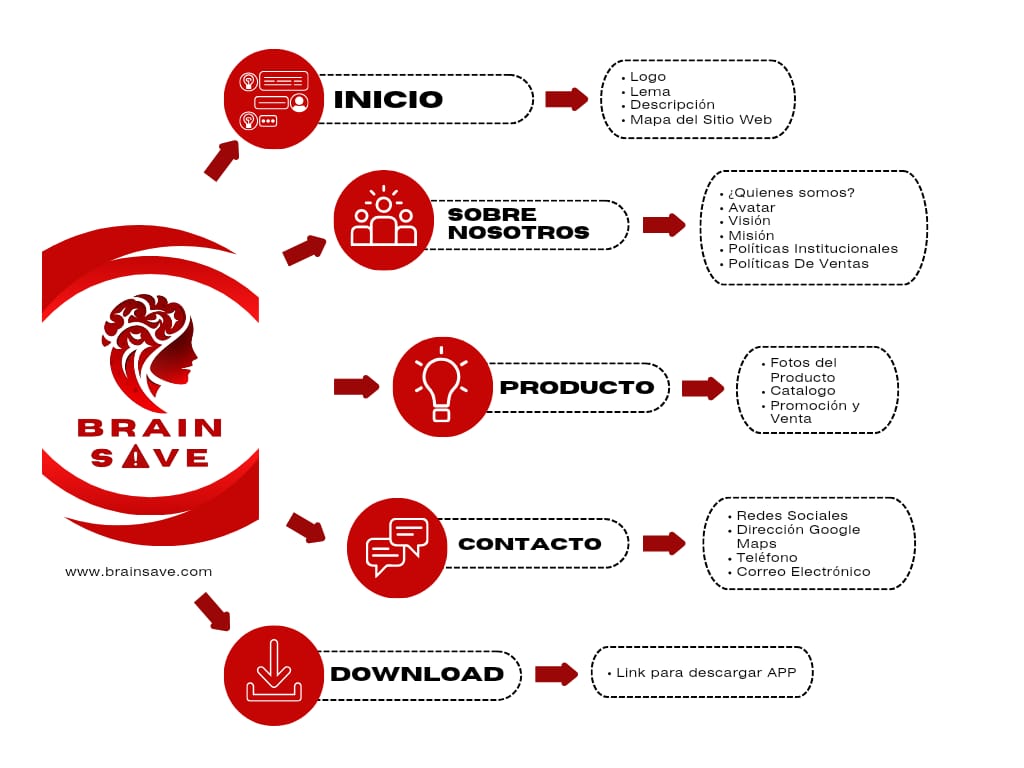 INICIO
• Logo
• Lema
• Descripción
• Mapa del Sitio Web
SOBRE
NOSOTROS
• ¿Quienes somos?
• Avatar
• Visión
• Misión
• Políticas Institucionales
• Políticas De Ventas
BRAIN
SAVE
www.brainsave.com
PRODUCTO
• Fotos del
Producto
• Catalogo
• Promoción y
Venta
CONTACTO
• Redes Sociales
• Dirección Google
Maps
• Teléfono
• Correo Electrónico
DOWNLOAD
• Link para descargar APP